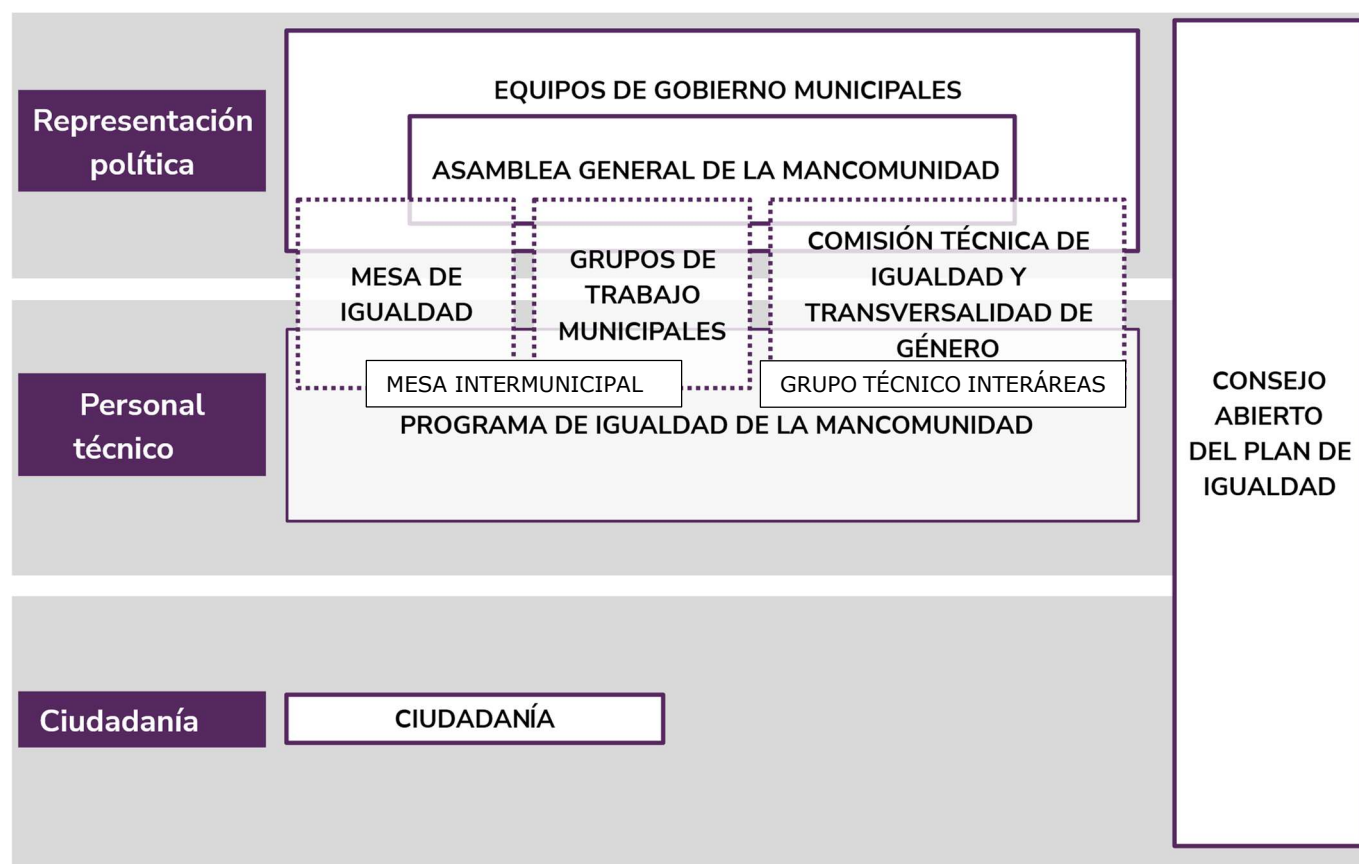 Representación
política
EQUIPOS DE GOBIERNO MUNICIPALES
ASAMBLEA GENERAL DE LA MANCOMUNIDAD
MESA DE
IGUALDAD
GRUPOS DE
TRABAJO
MUNICIPALES
COMISIÓN TÉCNICA DE
IGUALDAD Y
TRANSVERSALIDAD DE
GÉNERO
Personal
técnico
MESA INTERMUNICIPAL
GRUPO TÉCNICO INTERÁREAS
PROGRAMA DE IGUALDAD DE LA MANCOMUNIDAD
Ciudadanía
CIUDADANÍA
CONSEJO
ABIERTO
DEL PLAN DE
IGUALDAD